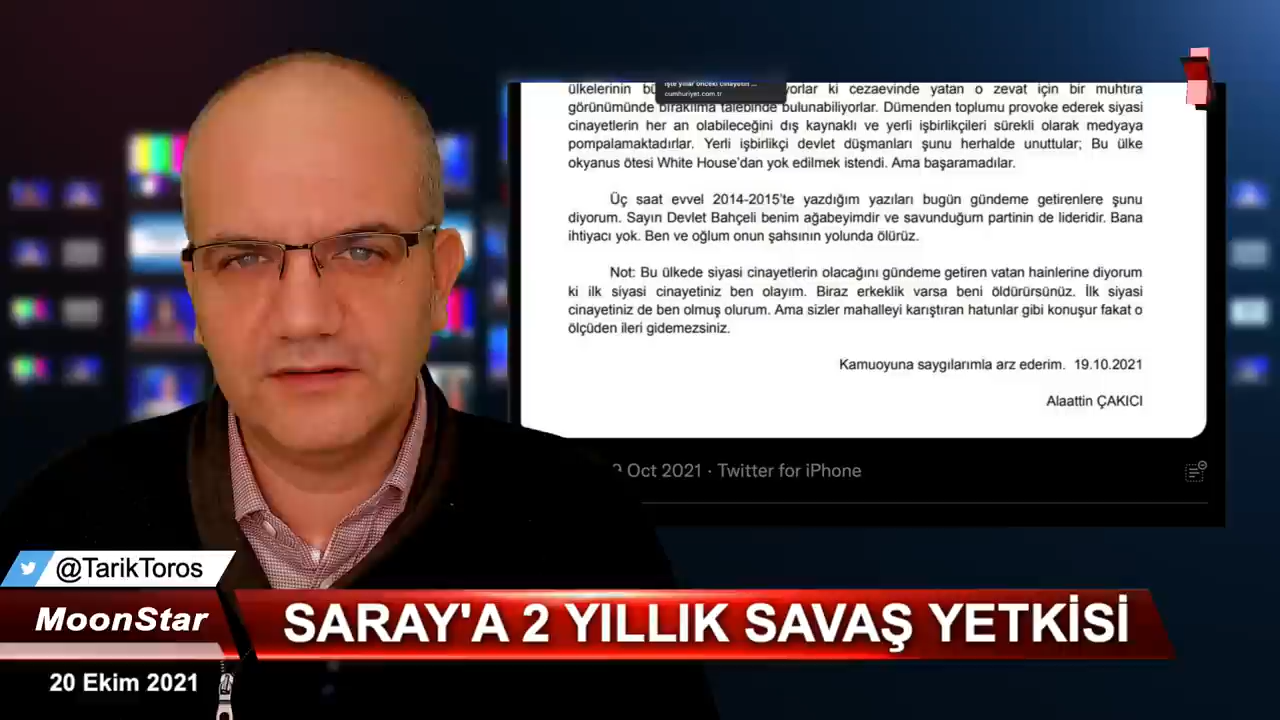 işte yıllar önceki cinayetin ...
cumhuriyet.com.tr
ülkelerinin yorlar ki cezaevinde yatan o zevat için bir muhtıra
görünümünde bırakılma talebinde bulunabiliyorlar. Dümenden toplumu provoke ederek siyasi
cinayetlerin her an olabileceğini dış kaynaklı ve yerli işbirlikçileri sürekli olarak medyaya
pompalamaktadırlar. Yerli işbirlikçi devlet düşmanları şunu herhalde unuttular; Bu ülke
okyanus ötesi White House'dan yok edilmek istendi. Ama başaramadılar.
Üç saat evvel 2014-2015'te yazdığım yazıları bugün gündeme getirenlere şunu
diyorum. Sayın Devlet Bahçeli benim ağabeyimdir ve savunduğum partinin de lideridir. Bana
ihtiyacı yok. Ben ve oğlum onun şahsının yolunda ölürüz.
Not: Bu ülkede siyasi cinayetlerin olacağını gündeme getiren vatan hainlerine diyorum
ki ilk siyasi cinayetiniz ben olayım. Biraz erkeklik varsa beni öldürürsünüz. İlk siyasi
cinayetiniz de ben olmuş olurum. Ama sizler mahalleyi karıştıran hatunlar gibi konuşur fakat o
ölçüden ileri gidemezsiniz.
Kamuoyuna saygılarımla arz ederim. 19.10.2021
Alaattin ÇAKICI
Oct 2021 · Twitter for iPhone
@TarikToros
MoonStar
SARAY'A 2 YILLIK SAVAŞ YETKİSİ
20 Ekim 2021